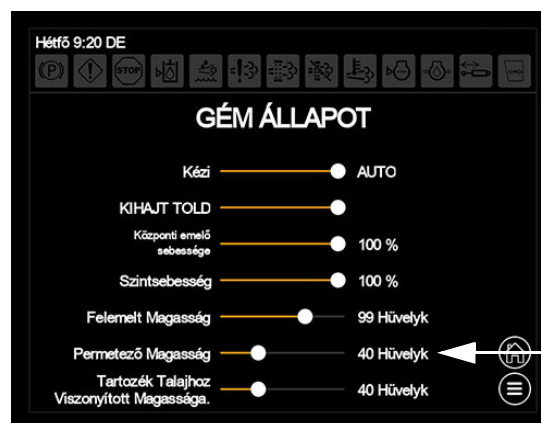 Hétfő 9:20 DE
(P) STOP
GÉM ÁLLAPOT
Kézi AUTO
KIHAJT TOLD
Központi emelő
sebessége 100 %
Szintsebesség 100 %
Felemelt Magasság 99 Hüvelyk
Permetező Magasság 40 Hüvelyk
Tartozék Talajhoz
Viszonyított Magassága. 40 Hüvelyk